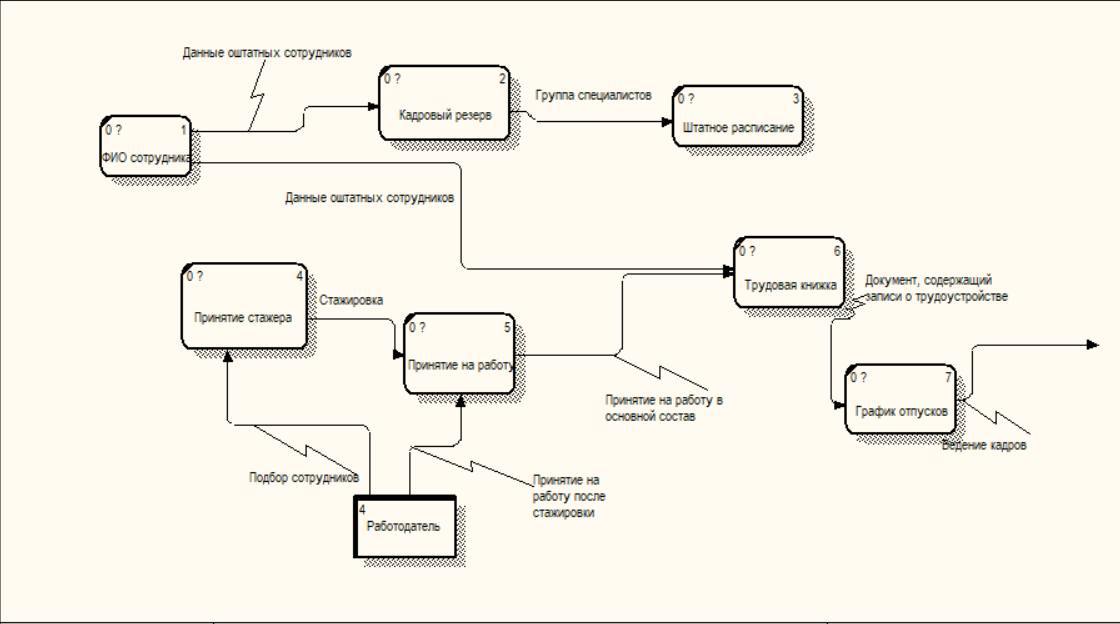 Данные оштатных сотрудников
0 ? 2
Кадровый резерв
Группа специалистов
0 ? 3
Штатное расписание
0 ? 1
ФИО сотрудника
Данные оштатных сотрудников
0 ? 6
Трудовая книжка
Документ, содержащий
записи о трудоустройстве
0 ? 4
Принятие стажера
Стажировка
0 ? 5
Принятие на работу
0 ? 7
График отпусков
Принятие на работу в
основной состав
Ведение кадров
Подбор сотрудников
Принятие на
работу после
стажировки
4
Работодатель